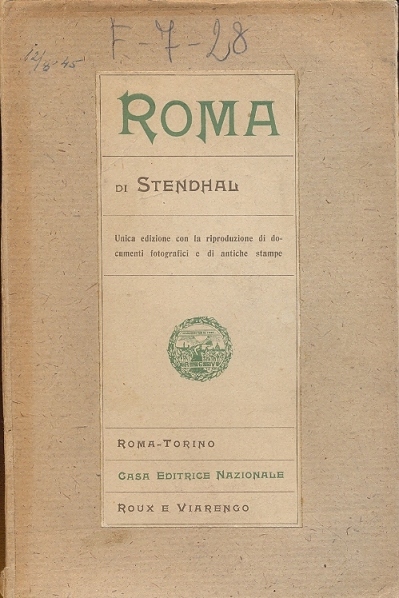 F-7-28
12/8-45
ROMA
DI STENDHAL
Unica edizione con la riproduzione di do-
cumenti fotografici e di antiche stampe
ROMA-TORINO
CASA EDITRICE NAZIONALE
ROUX E VIARENGO